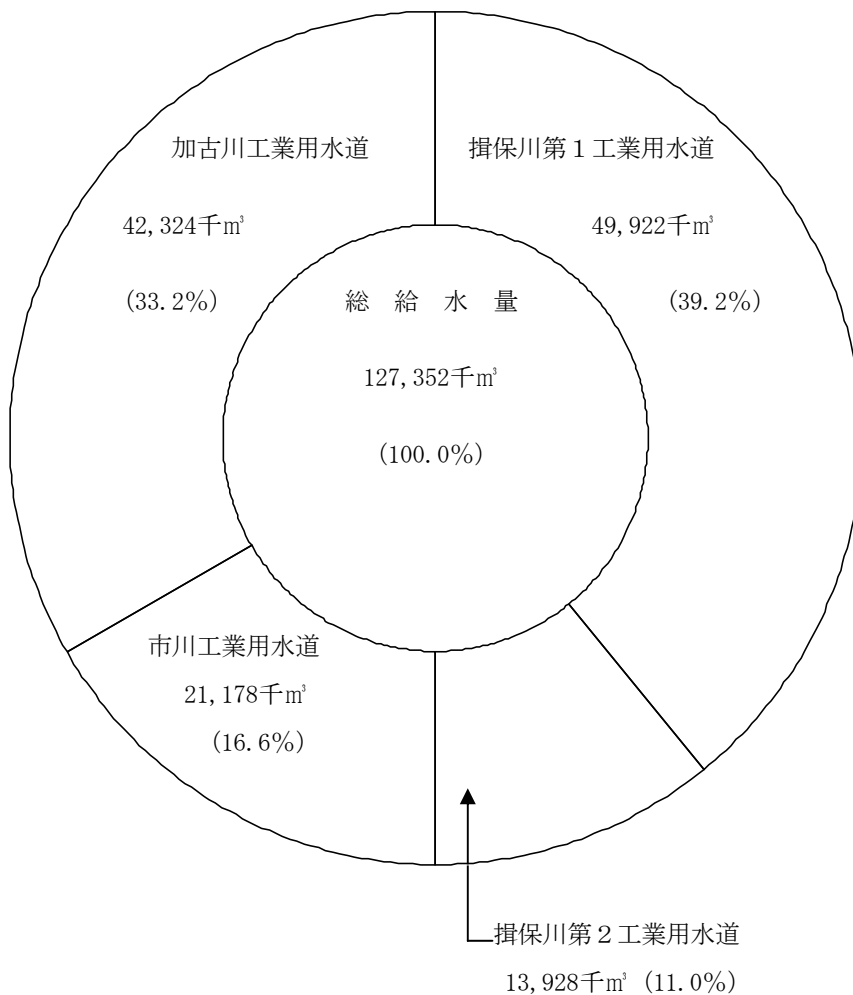 加古川工業用水道
42,324千㎥
(33.2%)
揖保川第1工業用水道
49,922千㎥
(39.2%)
総給水量
127,352千㎥
(100.0%)
市川工業用水道
21,178千㎥
(16.6%)
揖保川第2工業用水道
13,928千㎥ (11.0%)